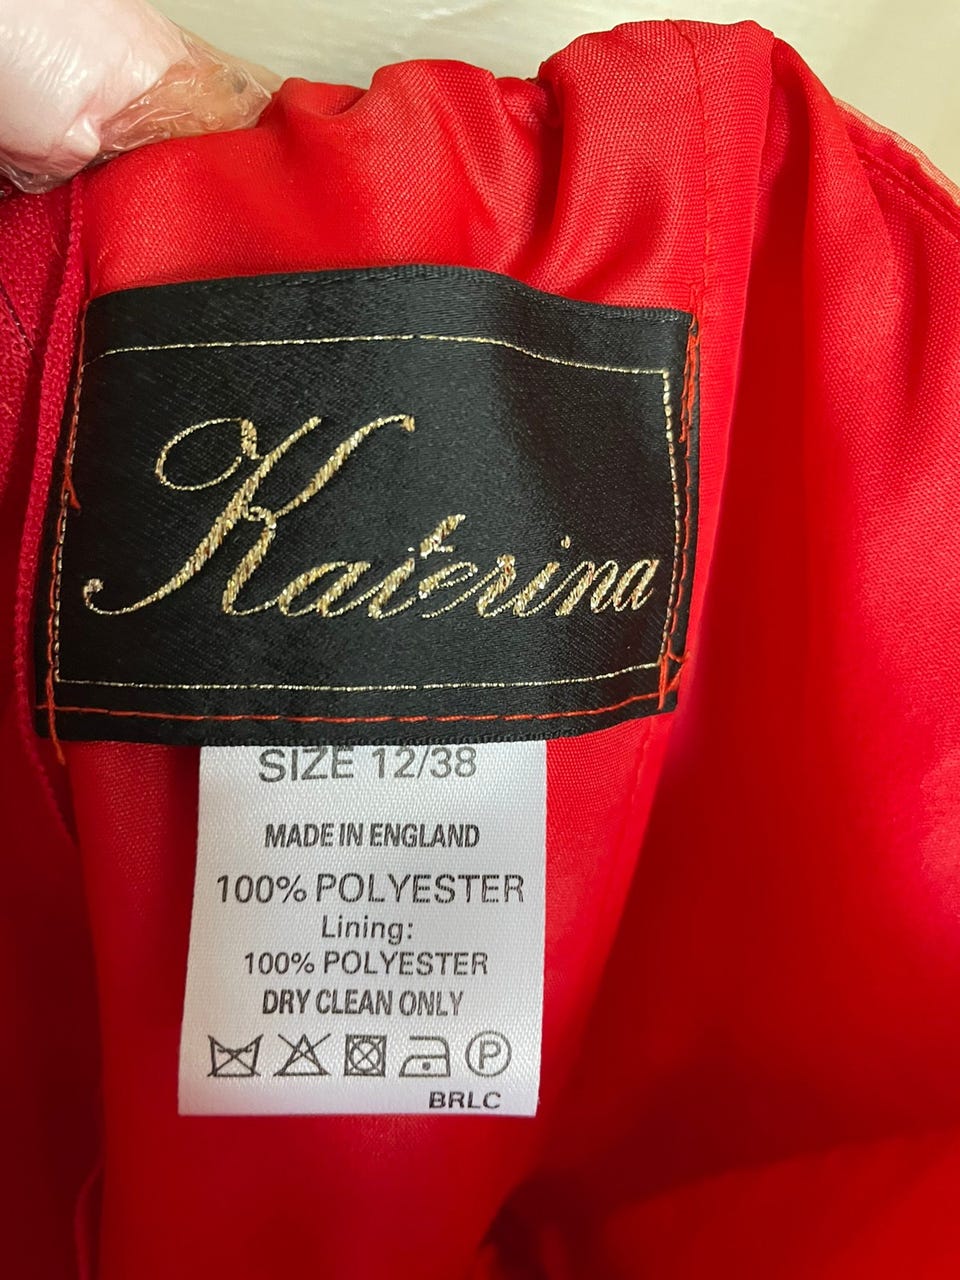 Katerina
SIZE 12/38
MADE IN ENGLAND
100% POLYESTER
Lining:
100% POLYESTER
DRY CLEAN ONLY
P
BRLC